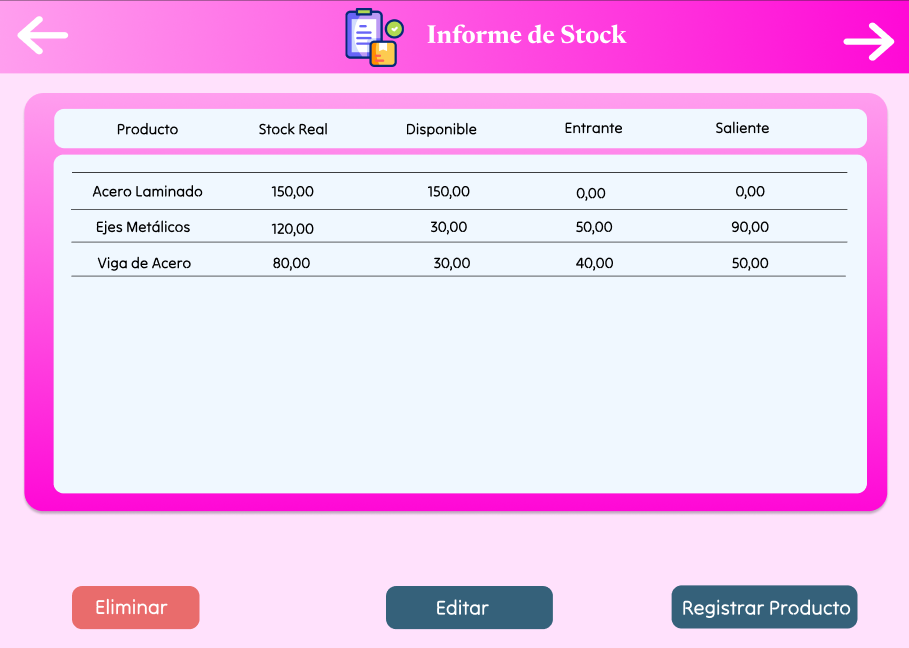 Informe de Stock
Producto Stock Real Disponible Entrante Saliente
Acero Laminado 150,00 150,00 0,00 0,00
Ejes Metálicos 120,00 30,00 50,00 90,00
Viga de Acero 80,00 30,00 40,00 50,00
Eliminar Editar Registrar Producto